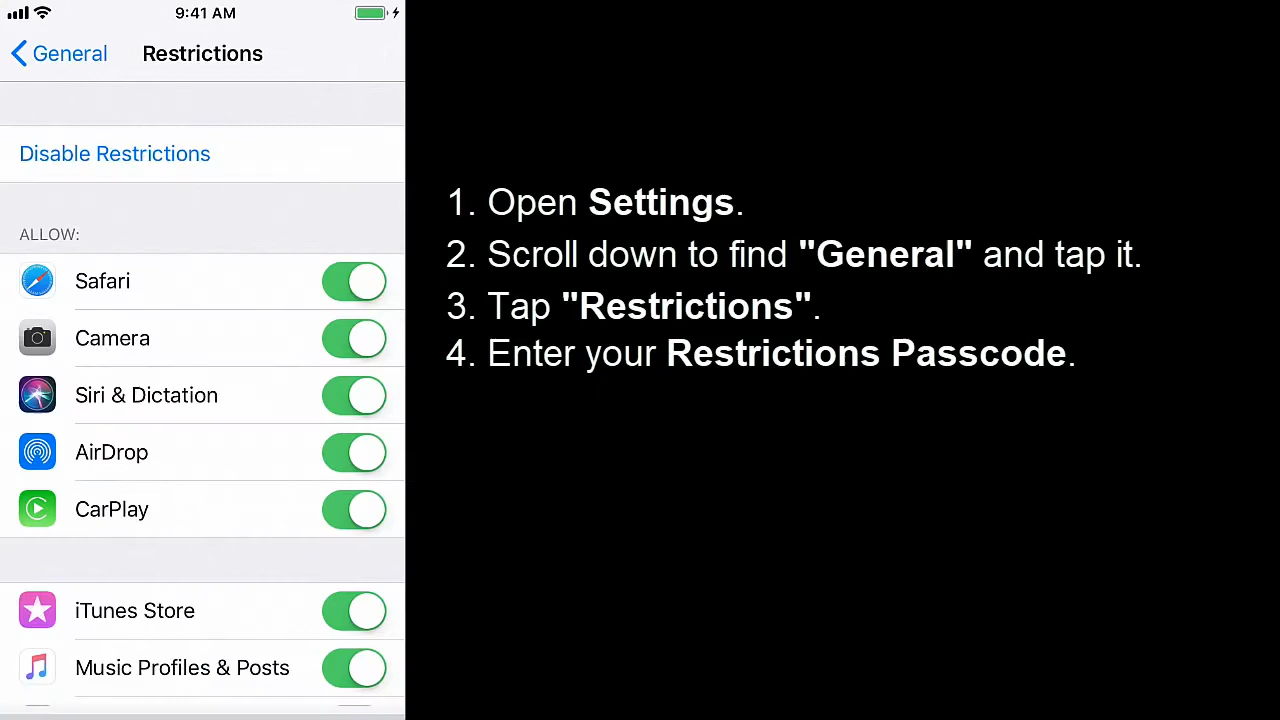 9:41 AM
General
Restrictions
Disable Restrictions
ALLOW:
Safari
Camera
Siri & Dictation
AirDrop
CarPlay
iTunes Store
Music Profiles & Posts
1. Open Settings.
2. Scroll down to find "General" and tap it.
3. Tap "Restrictions".
4. Enter your Restrictions Passcode.